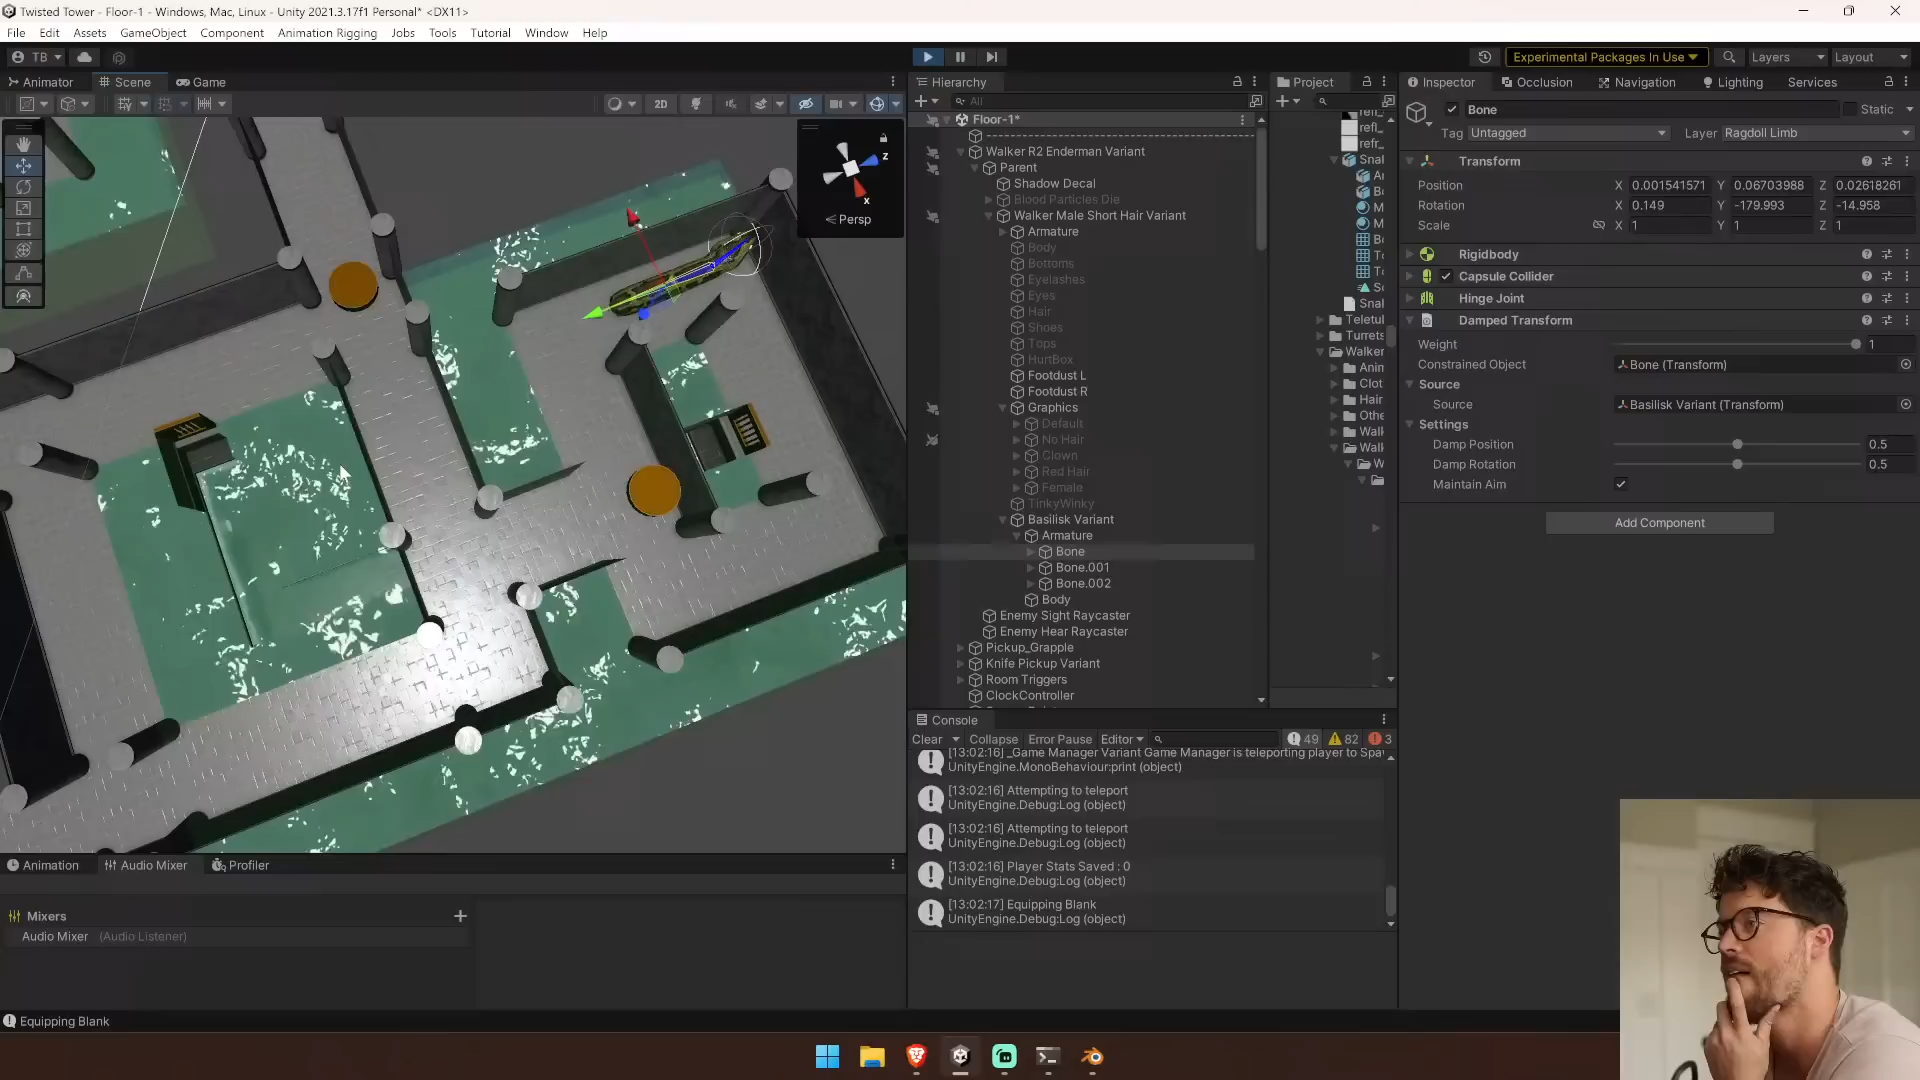 Twisted Tower - Floor-1 - Windows, Mac, Linux - Unity 2021.3.17f1 Personal* <DX11>
File Edit Assets GameObject Component Animation Rigging Jobs Tools Tutorial Window Help
TB Experimental Packages In Use Layers Layout
Animator Scene Game
2D
z
x
Persp
Hierarchy
All
Floor-1*
Walker R2 Enderman Variant
Parent
Shadow Decal
Blood Particles Die
Walker Male Short Hair Variant
Armature
Body
Bottoms
Eyelashes
Eyes
Hair
Shoes
Tops
HurtBox
Footdust L
Footdust R
Graphics
Default
No Hair
Clown
Red Hair
Female
TinkyWinky
Basilisk Variant
Armature
Bone
Bone.001
Bone.002
Body
Enemy Sight Raycaster
Enemy Hear Raycaster
Pickup_Grapple
Knife Pickup Variant
Room Triggers
ClockController
Project
refl_
refr_
Snal
Teletul
Turrets
Walker
Anim
Clot
Hair
Othe
Walk
Walk
W
Inspector Occlusion Navigation Lighting Services
Bone Static
Tag Untagged Layer Ragdoll Limb
Transform
Position X 0.001541571 Y 0.06703988 Z 0.02618261
Rotation X 0.149 Y -179.993 Z -14.958
Scale X 1 Y 1 Z 1
Rigidbody
Capsule Collider
Hinge Joint
Damped Transform
Weight 1
Constrained Object Bone (Transform)
Source
Source Basilisk Variant (Transform)
Settings
Damp Position 0.5
Damp Rotation 0.5
Maintain Aim
Add Component
Console
Clear Collapse Error Pause Editor 49 82 3
[13:02:16] _Game Manager Variant Game Manager is teleporting player to Spa
UnityEngine.MonoBehaviour:print (object)
[13:02:16] Attempting to teleport
UnityEngine.Debug:Log (object)
[13:02:16] Attempting to teleport
UnityEngine.Debug:Log (object)
[13:02:16] Player Stats Saved : 0
UnityEngine.Debug:Log (object)
[13:02:17] Equipping Blank
UnityEngine.Debug:Log (object)
Animation Audio Mixer Profiler
Mixers
Audio Mixer (Audio Listener)
Equipping Blank